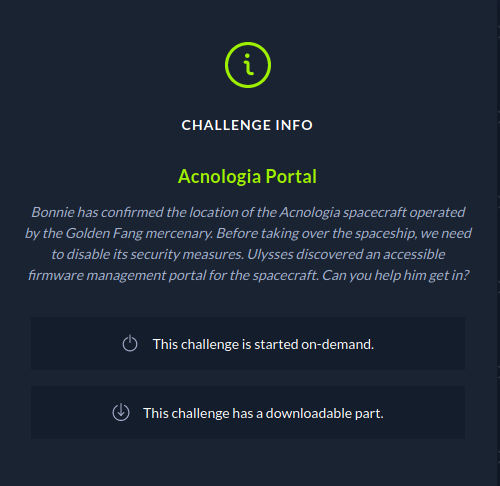 CHALLENGE INFO
Acnologia Portal
Bonnie has confirmed the location of the Acnologia spacecraft operated
by the Golden Fang mercenary. Before taking over the spaceship, we need
to disable its security measures. Ulysses discovered an accessible
firmware management portal for the spacecraft. Can you help him get in?
This challenge is started on-demand.
This challenge has a downloadable part.